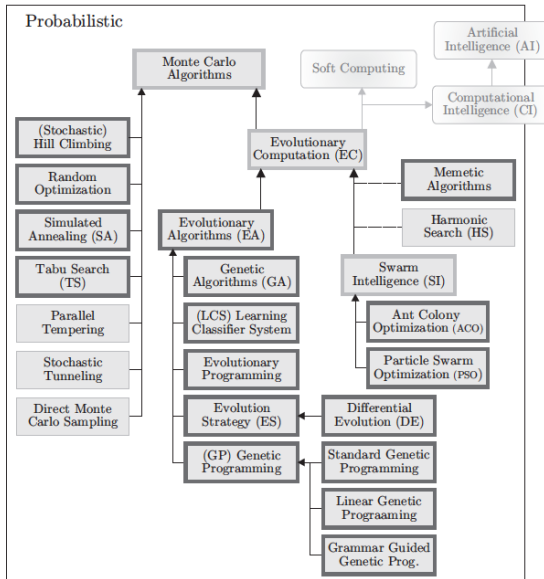 Probabilistic
Artificial
Intelligence (AI)
Monte Carlo
Algorithms
Soft Computing
Computational
Intelligence (CI)
(Stochastic)
Hill Climbing
Evolutionary
Computation (EC)
Random
Optimization
Memetic
Algorithms
Simulated
Annealing (SA)
Evolutionary
Algorithms (EA)
Harmonic
Search (HS)
Tabu Search
(TS)
Genetic
Algorithms (GA)
Swarm
Intelligence (SI)
Parallel
Tempering
(LCS) Learning
Classifier System
Ant Colony
Optimization (ACO)
Stochastic
Tunneling
Evolutionary
Programming
Particle Swarm
Optimization (PSO)
Direct Monte
Carlo Sampling
Evolution
Strategy (ES)
Differential
Evolution (DE)
(GP) Genetic
Programming
Standard Genetic
Programming
Linear Genetic
Prograaming
Grammar Guided
Genetic Prog.